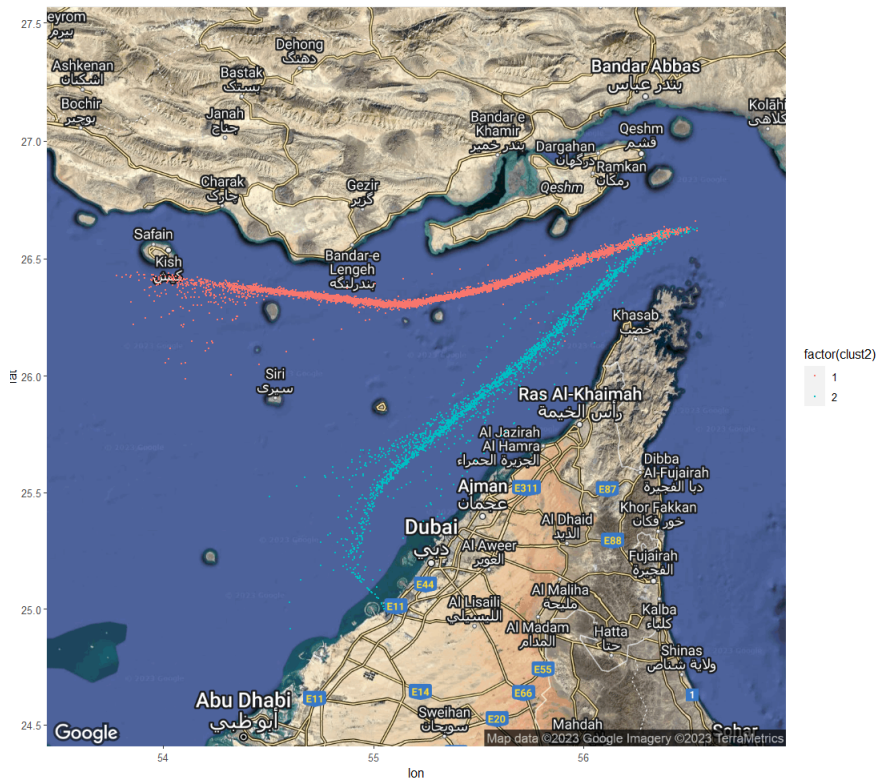 27.5
27.0
26.5
26.0
25.5
25.0
24.5
lat
eyrom
بیرم
Ashkenan
اشکنان
Bochir
بوچیر
Dehong
دهنگ
Bastak
بستک
Janah
جناح
Charak
چارک
Gezir
گزیر
Bandar Abbas
بندر عباس
Bandar e
Khamir
بندر خمیر
Qeshm
قشم
Dargahan
درگهان
Ramkan
رمکان
Qeshm
Kolāhi
کلاهی
Safain
Kish
کیش
Bandar-e
Lengeh
بندرلنگه
Siri
سیری
Khasab
خصب
Ras Al-Khaimah
رأس الخيمة
Al Jazirah
Al Hamra
الجزيرة الحمراء
Dibba
Al-Fujairah
دبا الفجيرة
E311
E87
Ajman
عجمان
Khor Fakkan
خور فكان
Dubai
دبي
Al Dhaid
الذيد
E88
Al Aweer
العوير
Fujairah
الفجيرة
E44
E11
Al Lisaili
الليسيلي
Al Maliha
مليحة
Kalba
كلباء
Al Madam
المدام
Hatta
حتا
Shinas
ولاية شناص
E55
E66
1
Abu Dhabi
أبو ظبي
E11
E14
Sweihan
سويحان
E20
Mahdah
Sohar
Google
Map data ©2023 Google Imagery ©2023 TerraMetrics
54
55
56
lon
factor(clust2)
1
2